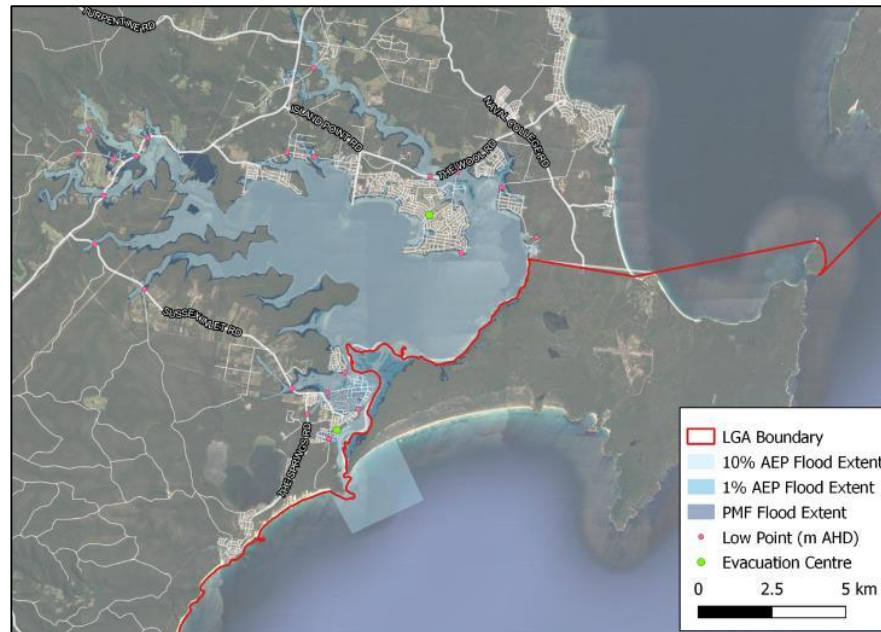 TURPENTINE RD
ISLAND POINT RD
THE WOOL RD
NAVAL COLLEGE RD
SUSSEX INLET RD
THE SPRINGS RD
LGA Boundary
10% AEP Flood Extent
1% AEP Flood Extent
PMF Flood Extent
Low Point (m AHD)
Evacuation Centre
0 2.5 5 km